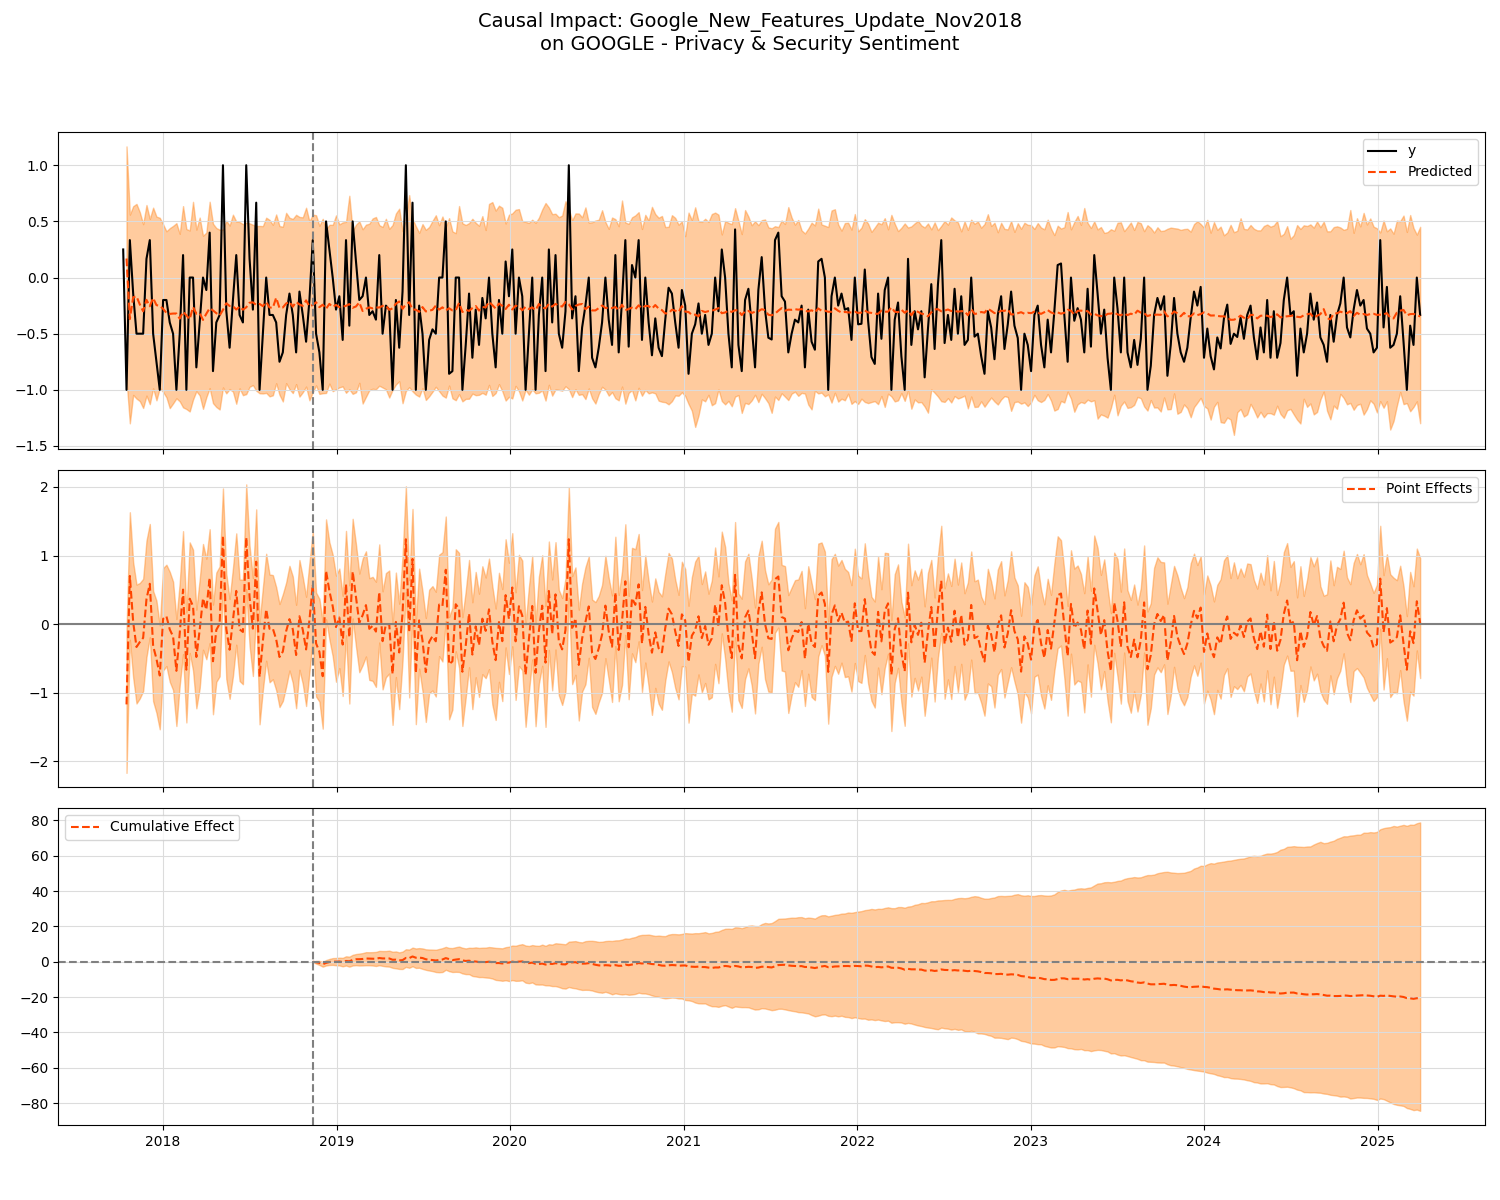 Causal Impact: Google_New_Features_Update_Nov2018
on GOOGLE - Privacy & Security Sentiment
y
Predicted
1.0
0.5
0.0
−0.5
−1.0
−1.5
Point Effects
2
1
0
−1
−2
Cumulative Effect
80
60
40
20
0
−20
−40
−60
−80
2018 2019 2020 2021 2022 2023 2024 2025